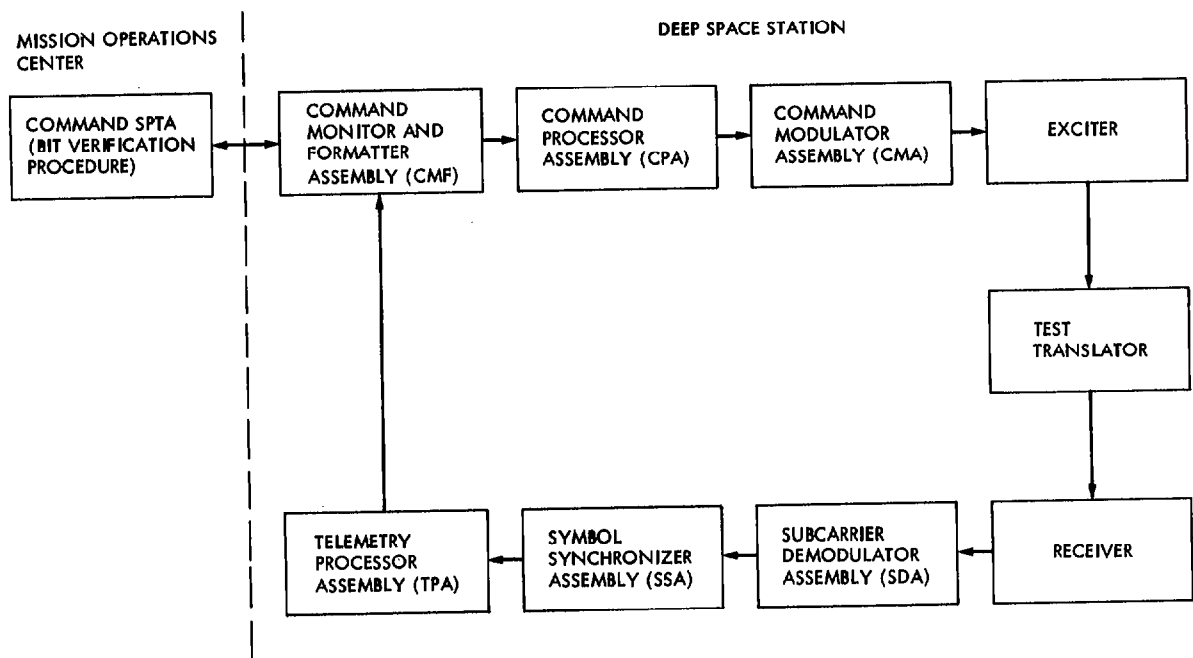 MISSION OPERATIONS
CENTER
DEEP SPACE STATION
COMMAND SPTA
(BIT VERIFICATION
PROCEDURE)
COMMAND
MONITOR AND
FORMATTER
ASSEMBLY (CMF)
COMMAND
PROCESSOR
ASSEMBLY (CPA)
COMMAND
MODULATOR
ASSEMBLY (CMA)
EXCITER
TEST
TRANSLATOR
TELEMETRY
PROCESSOR
ASSEMBLY (TPA)
SYMBOL
SYNCHRONIZER
ASSEMBLY (SSA)
SUBCARRIER
DEMODULATOR
ASSEMBLY (SDA)
RECEIVER